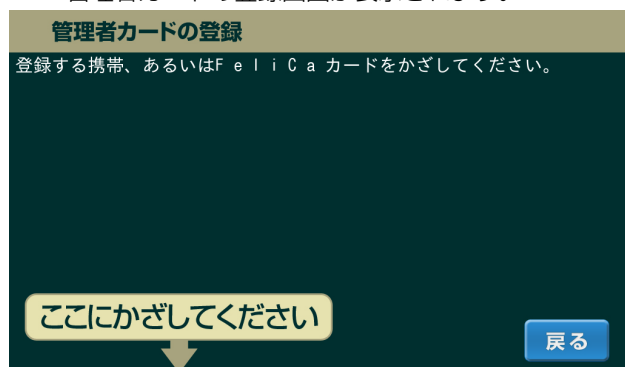 管理者カードの登録
登録する携帯、あるいはFeliCaカードをかざしてください。
ここにかざしてください
戻る